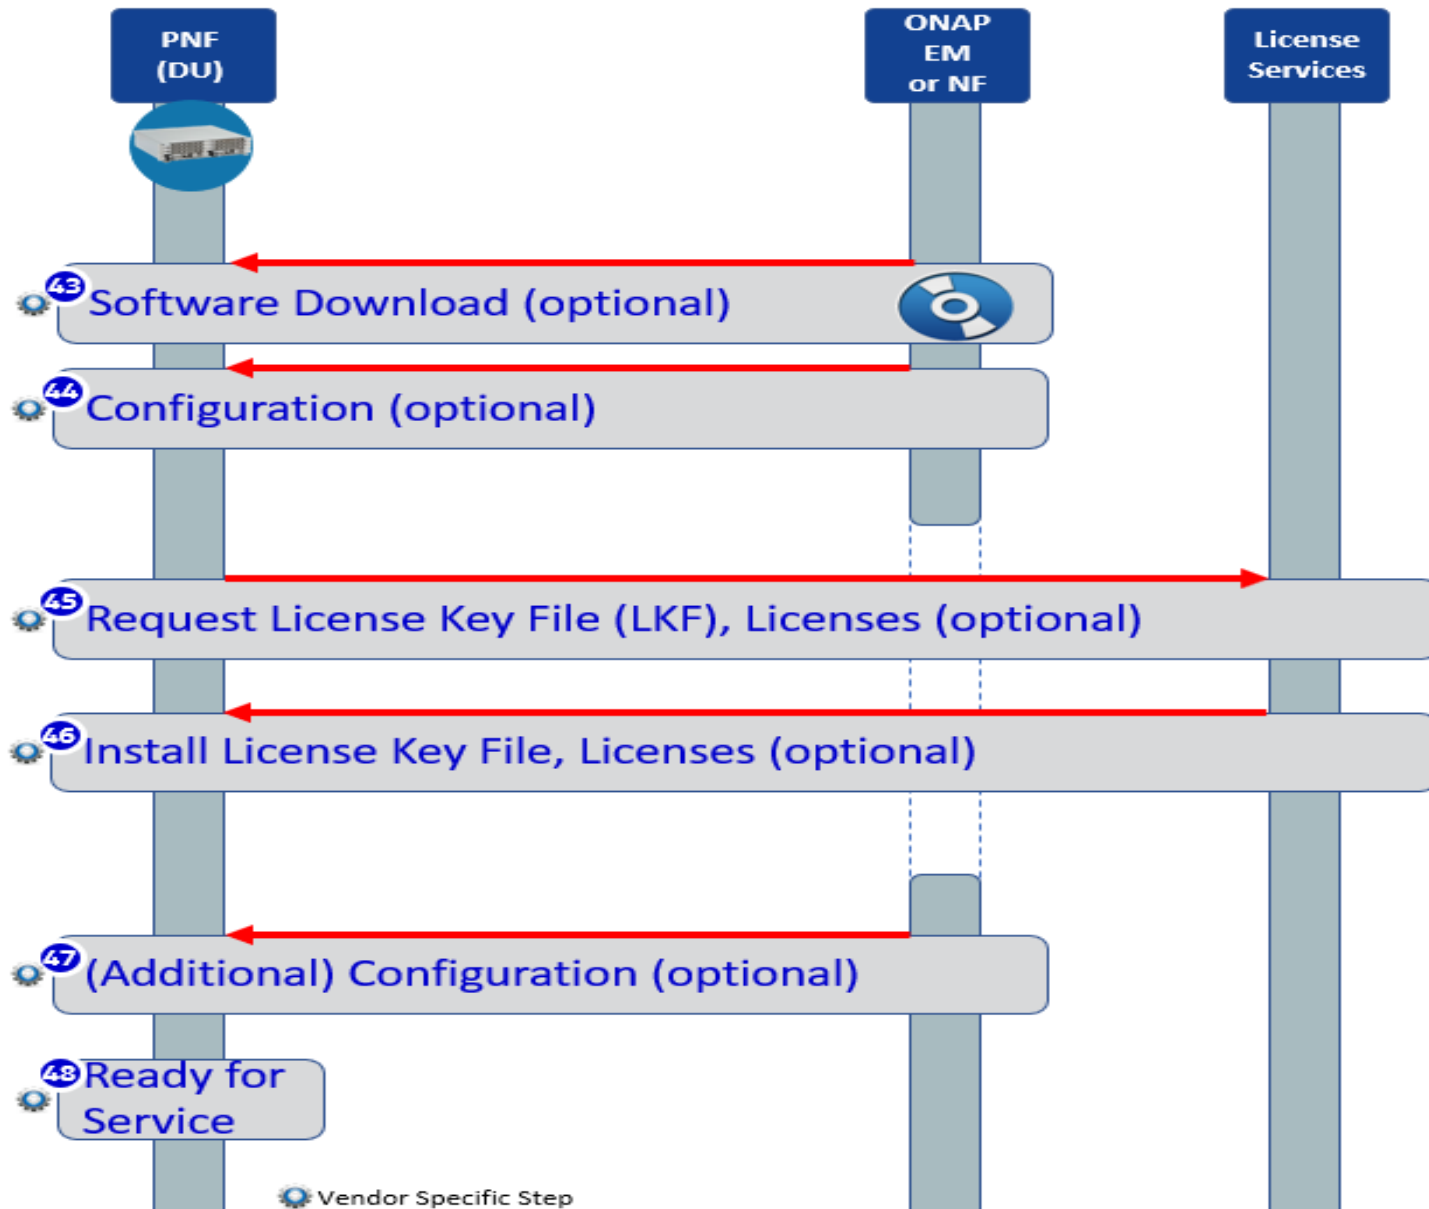 PNF
(DU)
ONAP
EM
or NF
License
Services
43
Software Download (optional)
44
Configuration (optional)
45
Request License Key File (LKF), Licenses (optional)
46
Install License Key File, Licenses (optional)
47
(Additional) Configuration (optional)
48
Ready for
Service
Vendor Specific Step